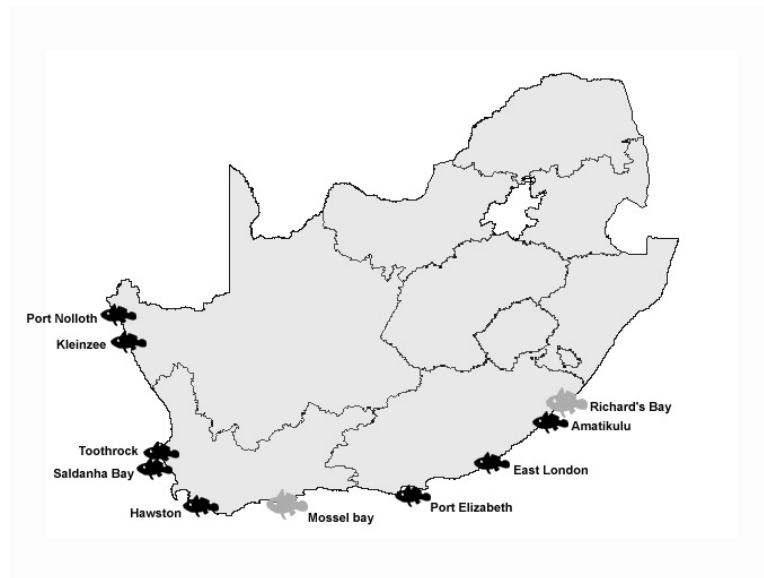 Port Nolloth
Kleinzee
Richard's Bay
Amatikulu
Toothrock
Saldanha Bay
East London
Hawston
Mossel bay
Port Elizabeth